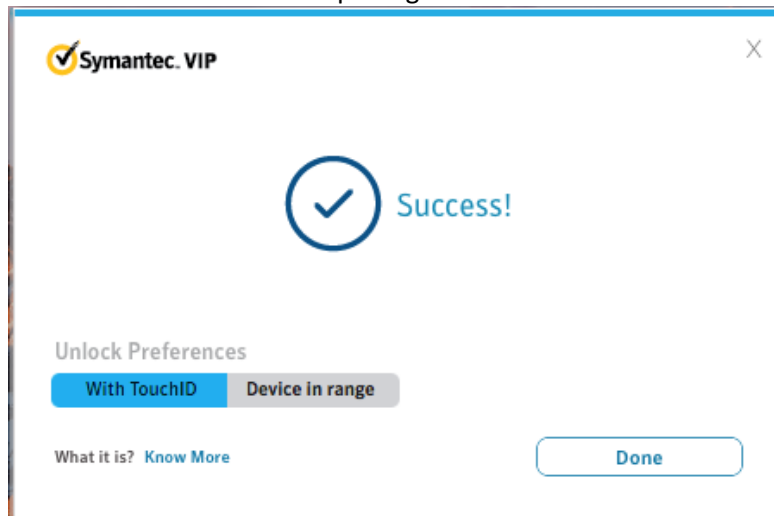 Symantec. VIP
X
Success!
Unlock Preferences
With TouchID Device in range
What it is? Know More
Done